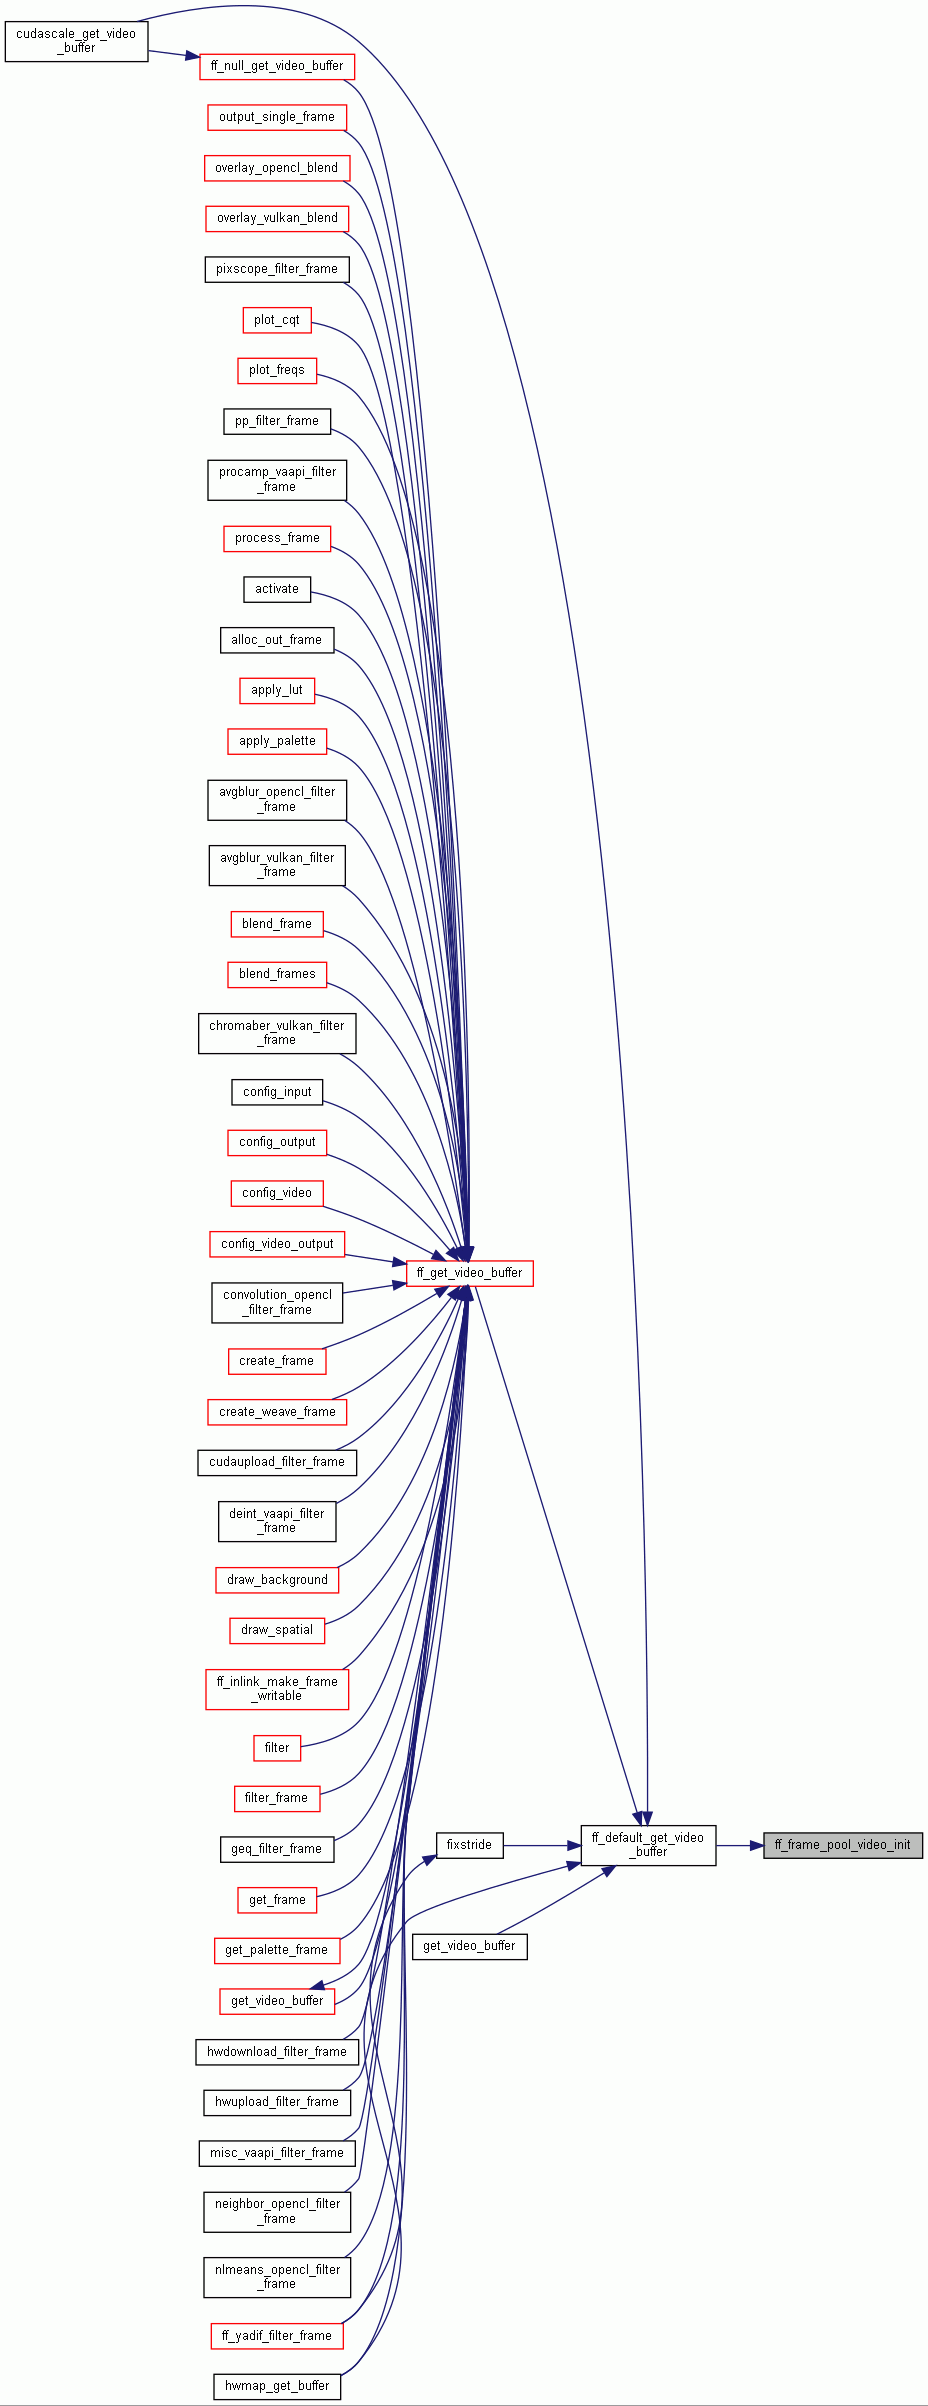 cudascale_get_video
_buffer
ff_null_get_video_buffer
output_single_frame
overlay_opencl_blend
overlay_vulkan_blend
pixscope_filter_frame
plot_cqt
plot_freqs
pp_filter_frame
procamp_vaapi_filter
_frame
process_frame
activate
alloc_out_frame
apply_lut
apply_palette
avgblur_opencl_filter
_frame
avgblur_vulkan_filter
_frame
blend_frame
blend_frames
chromaber_vulkan_filter
_frame
config_input
config_output
config_video
config_video_output
ff_get_video_buffer
convolution_opencl
_filter_frame
create_frame
create_weave_frame
cudaupload_filter_frame
deint_vaapi_filter
_frame
draw_background
draw_spatial
ff_inlink_make_frame
_writable
filter
filter_frame
geq_filter_frame
fixstride
ff_default_get_video
_buffer
ff_frame_pool_video_init
get_frame
get_palette_frame
get_video_buffer
get_video_buffer
hwdownload_filter_frame
hwupload_filter_frame
misc_vaapi_filter_frame
neighbor_opencl_filter
_frame
nlmeans_opencl_filter
_frame
ff_yadif_filter_frame
hwmap_get_buffer